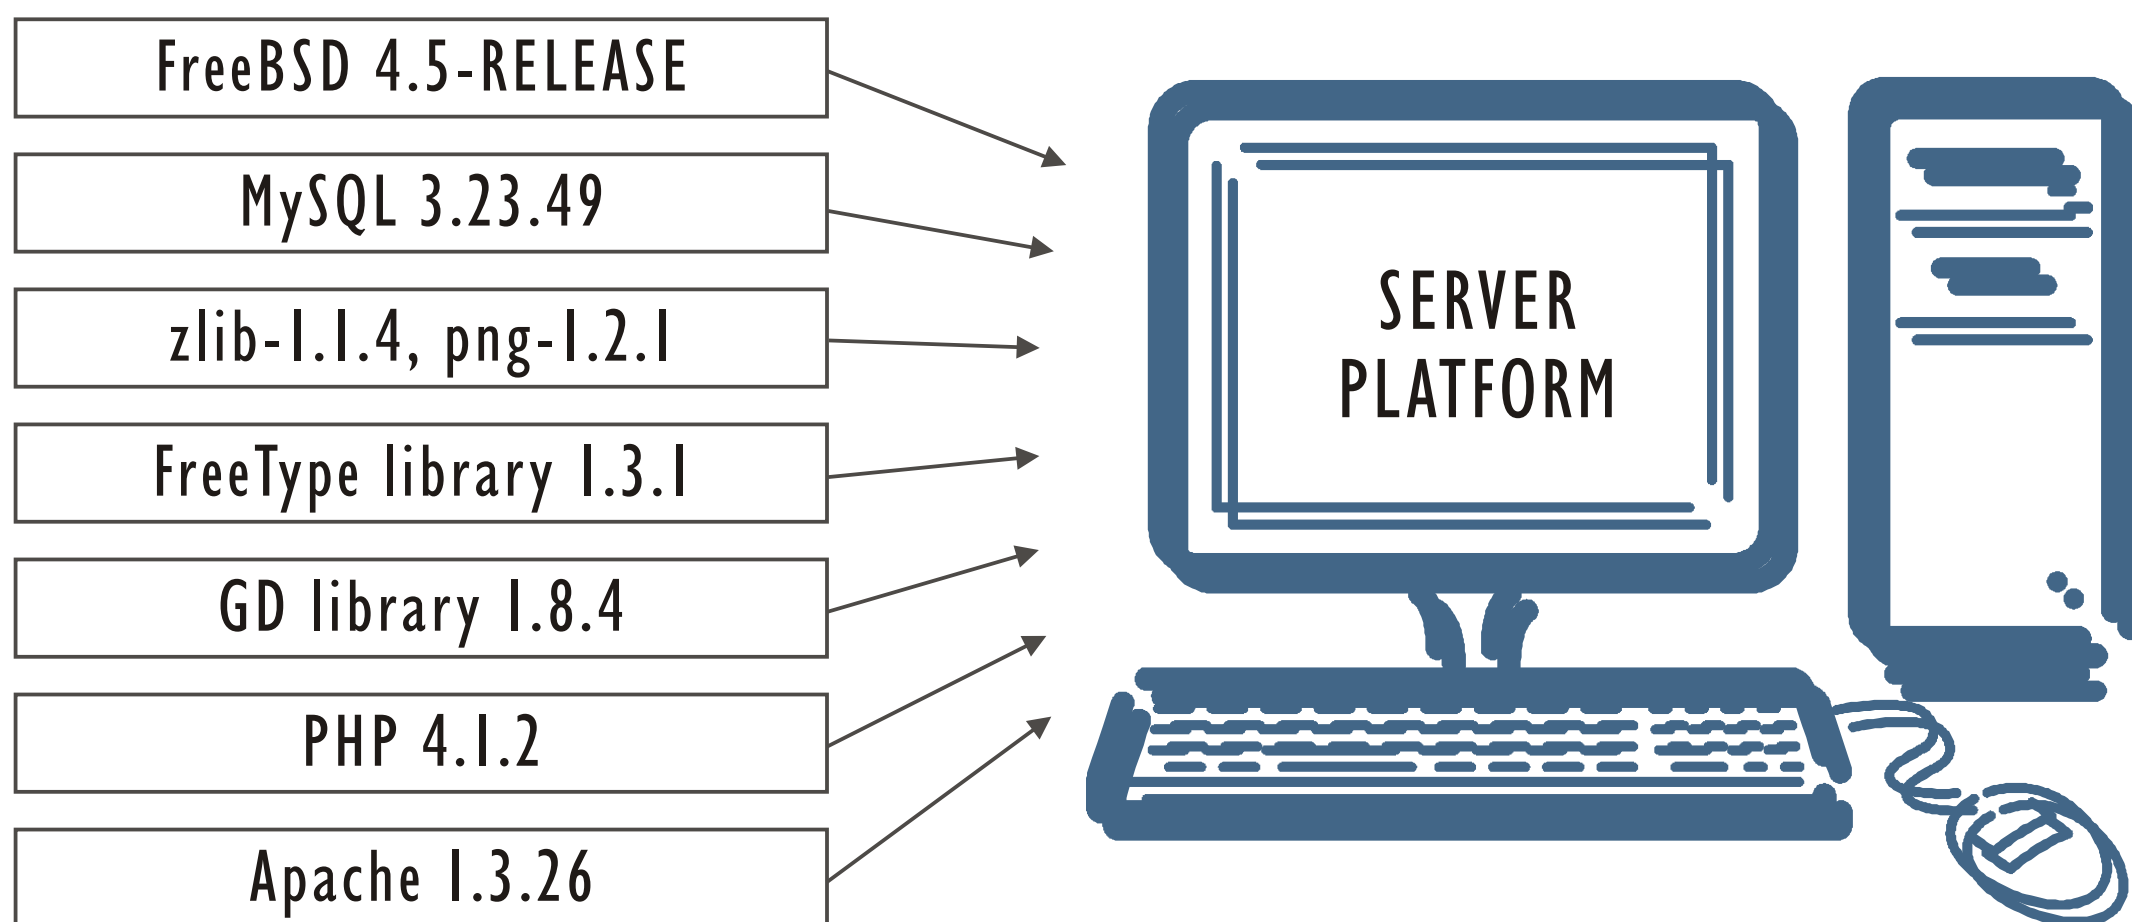 FreeBSD 4.5-RELEASE
MySQL 3.23.49
zlib-1.1.4, png-1.2.1
FreeType library 1.3.1
GD library 1.8.4
PHP 4.1.2
Apache 1.3.26
SERVER
PLATFORM